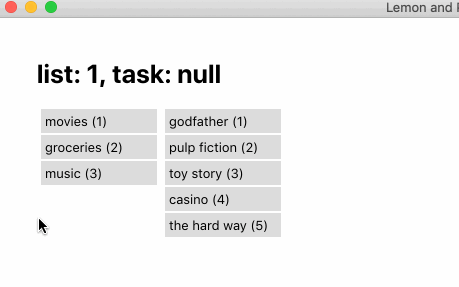 Lemon and
list: 1, task: null
movies (1)
groceries (2)
music (3)
godfather (1)
pulp fiction (2)
toy story (3)
casino (4)
the hard way (5)